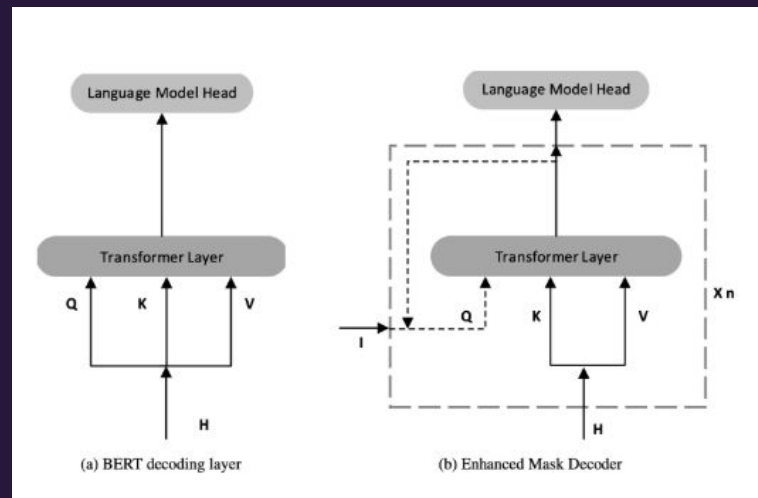 Language Model Head
Transformer Layer
Q
K
V
H
(a) BERT decoding layer
Language Model Head
Transformer Layer
X n
Q
K
V
I
H
(b) Enhanced Mask Decoder